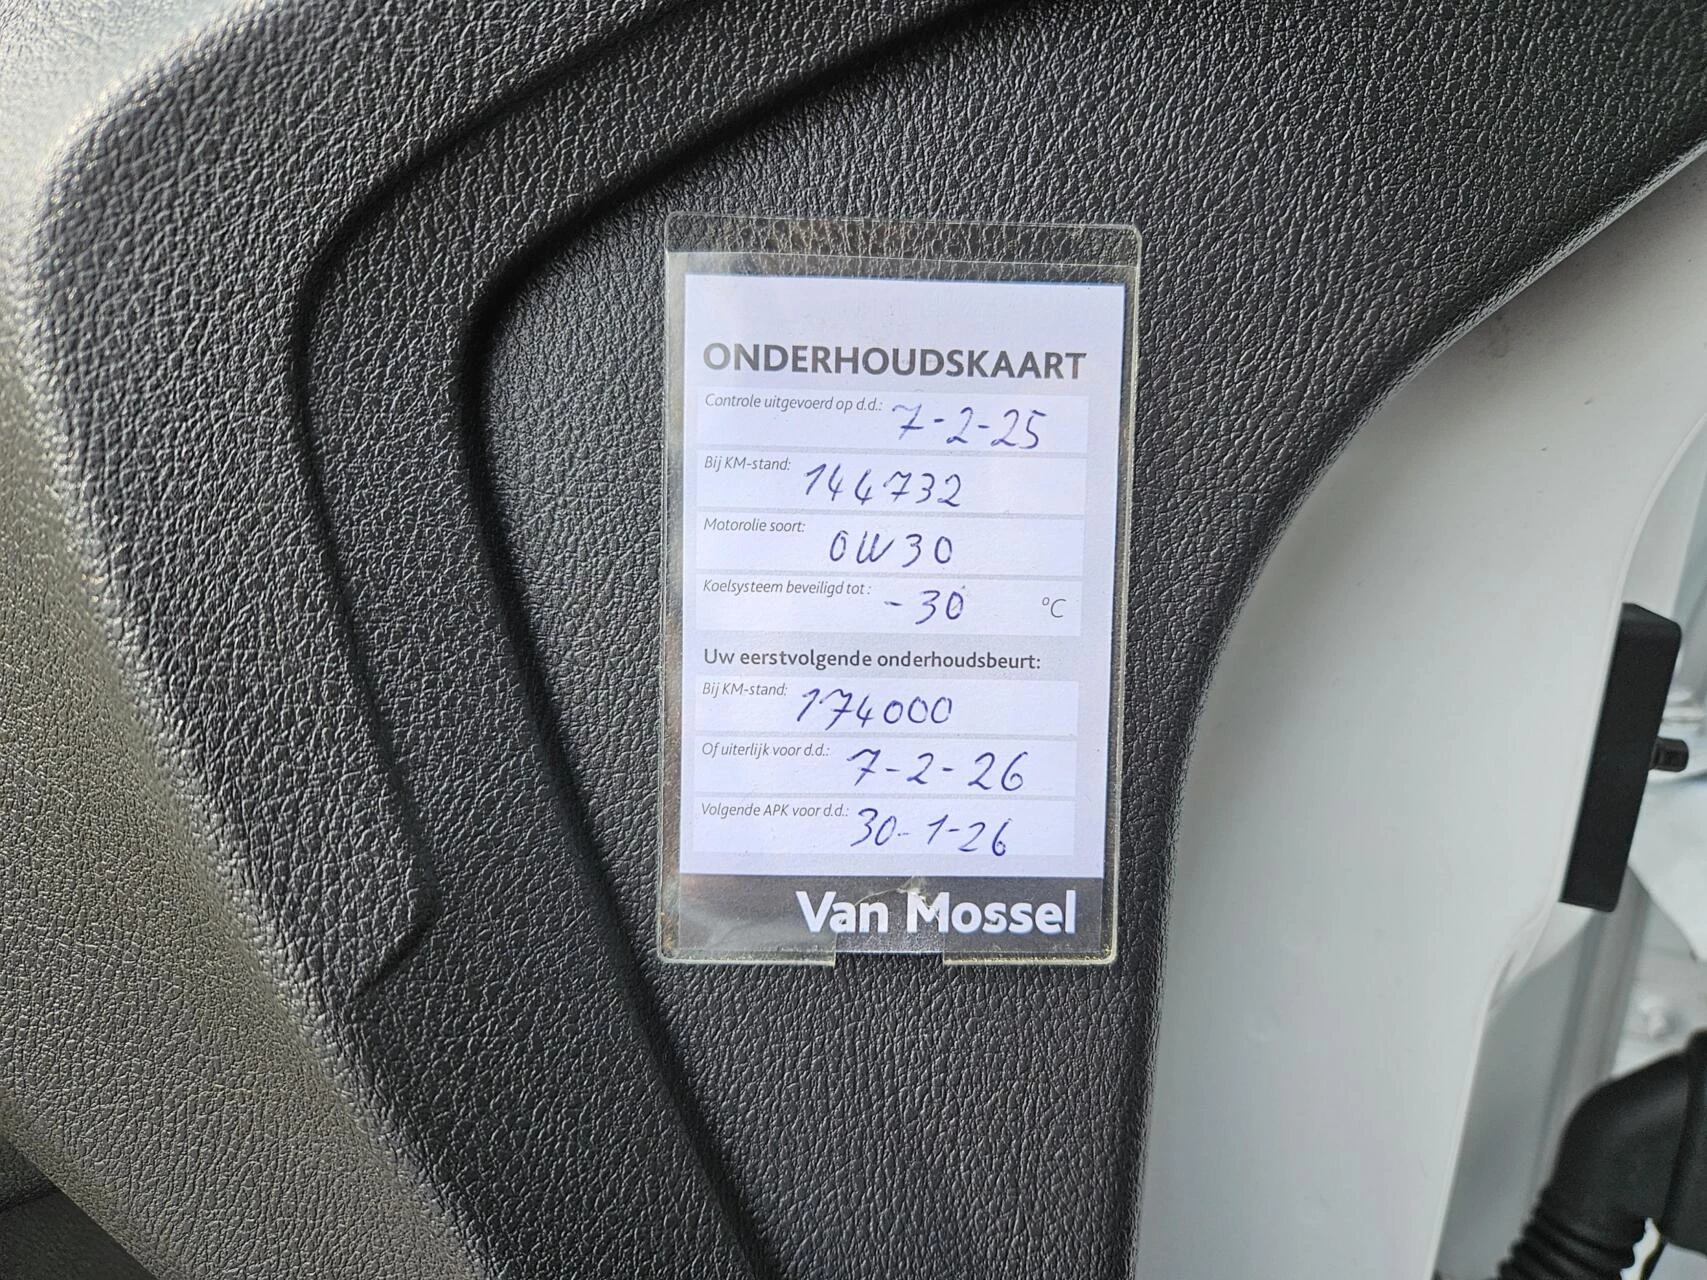 ONDERHOUDSKAART
Controle uitgevoerd op d.d.: 7-2-25
Bij KM-stand: 144732
Motorolie soort: 0W30
Koelsysteem beveiligd tot: -30 °C
Uw eerstvolgende onderhoudsbeurt:
Bij KM-stand: 174000
Of uiterlijk voor d.d.: 7-2-26
Volgende APK voor d.d.: 30-1-26
Van Mossel